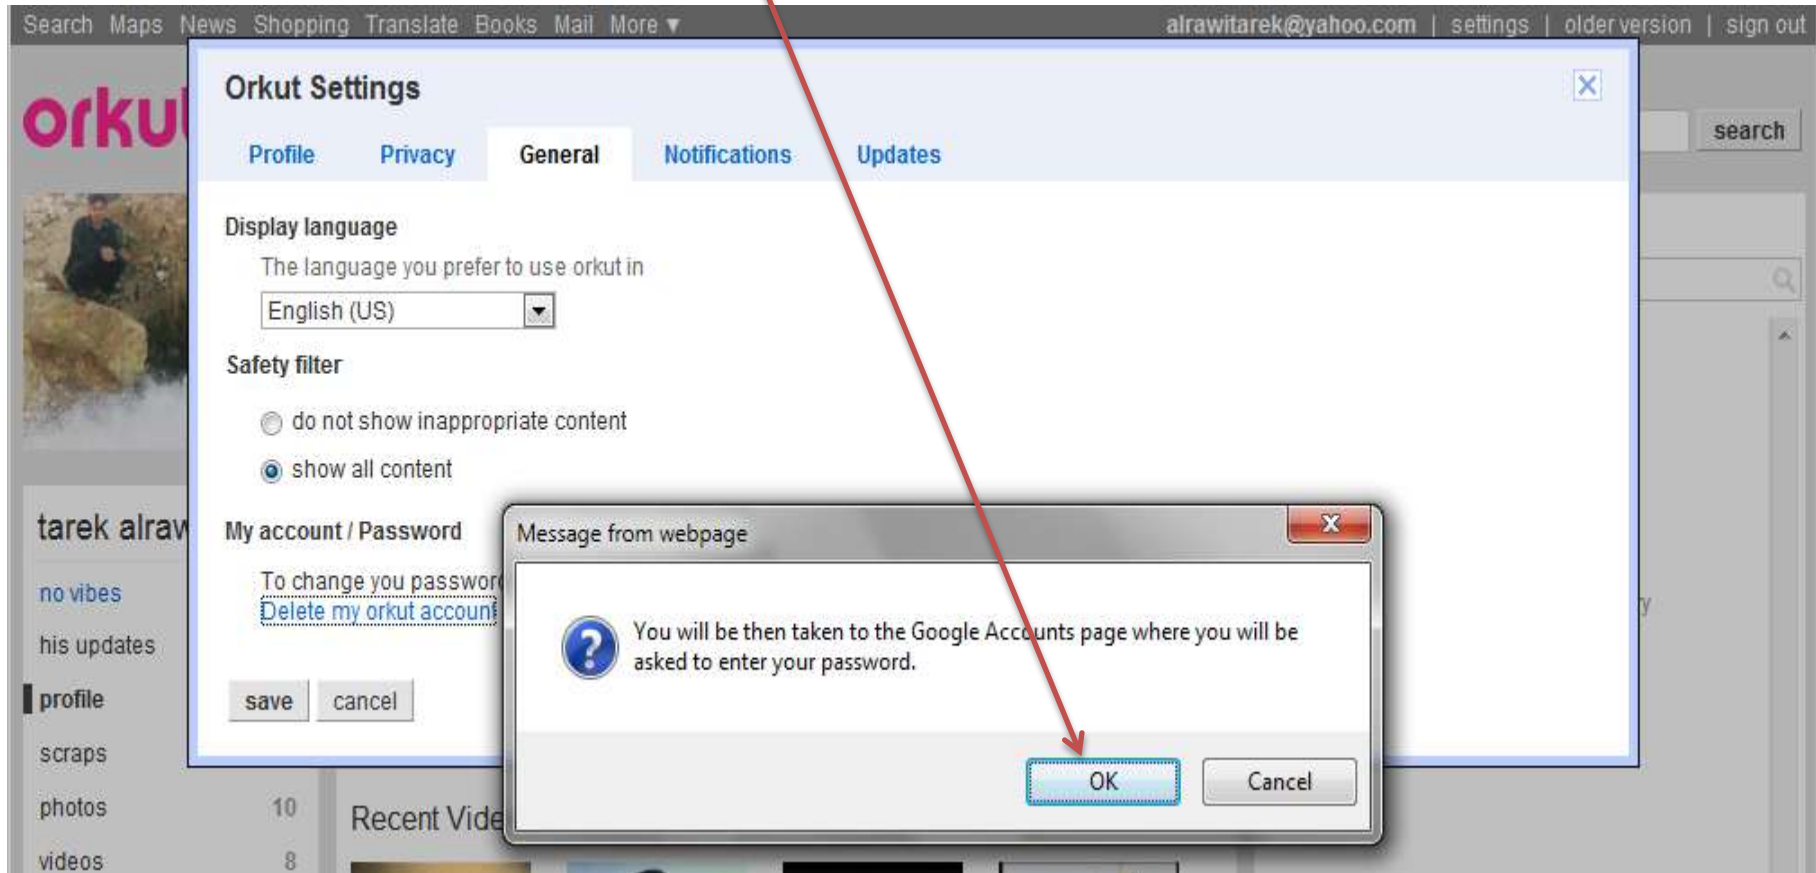 Search Maps News Shopping Translate Books Mail More ▼ alrawitarek@yahoo.com | settings | older version | sign out
orkut
Orkut Settings
search
Profile Privacy General Notifications Updates
Display language
The language you prefer to use orkut in
English (US)
Safety filter
do not show inappropriate content
show all content
tarek alraw
My account / Password
To change you password
Delete my orkut account
save cancel
Message from webpage
You will be then taken to the Google Accounts page where you will be
asked to enter your password.
OK Cancel
no vibes
his updates
profile
scraps
photos 10
videos 8
Recent Vide